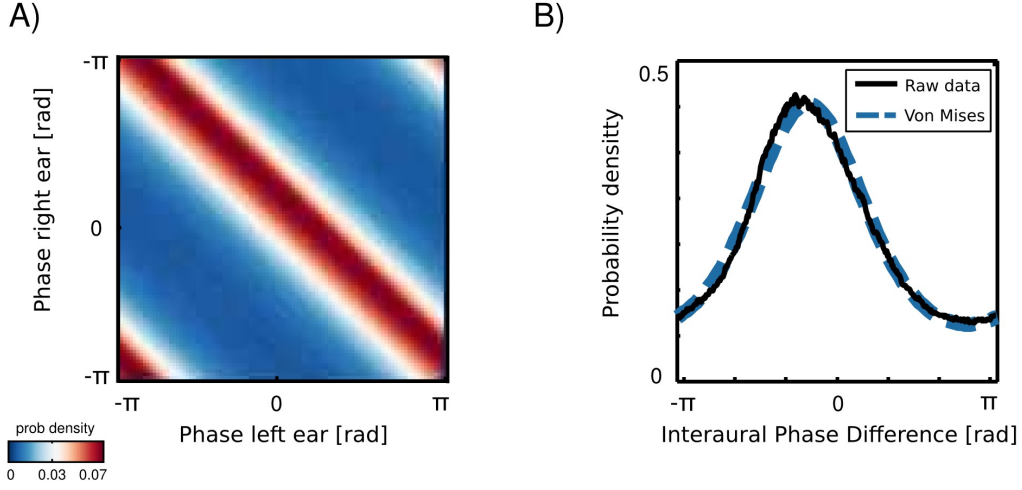 A)
-π
0
-π
Phase right ear [rad]
-π
0
π
Phase left ear [rad]
prob density
0
0.03
0.07
B)
0.5
0
Probability densitty
Raw data
Von Mises
-π
0
π
Interaural Phase Difference [rad]